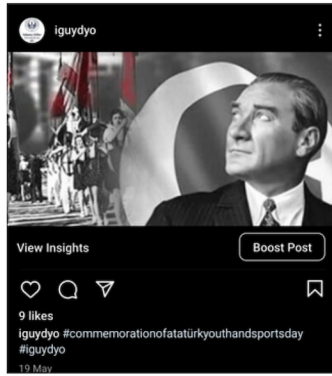 iguydyo
View Insights
Boost Post
9 likes
iguydyo #commemorationofatatürkyouthandsportsday
#iguydyo
19 May